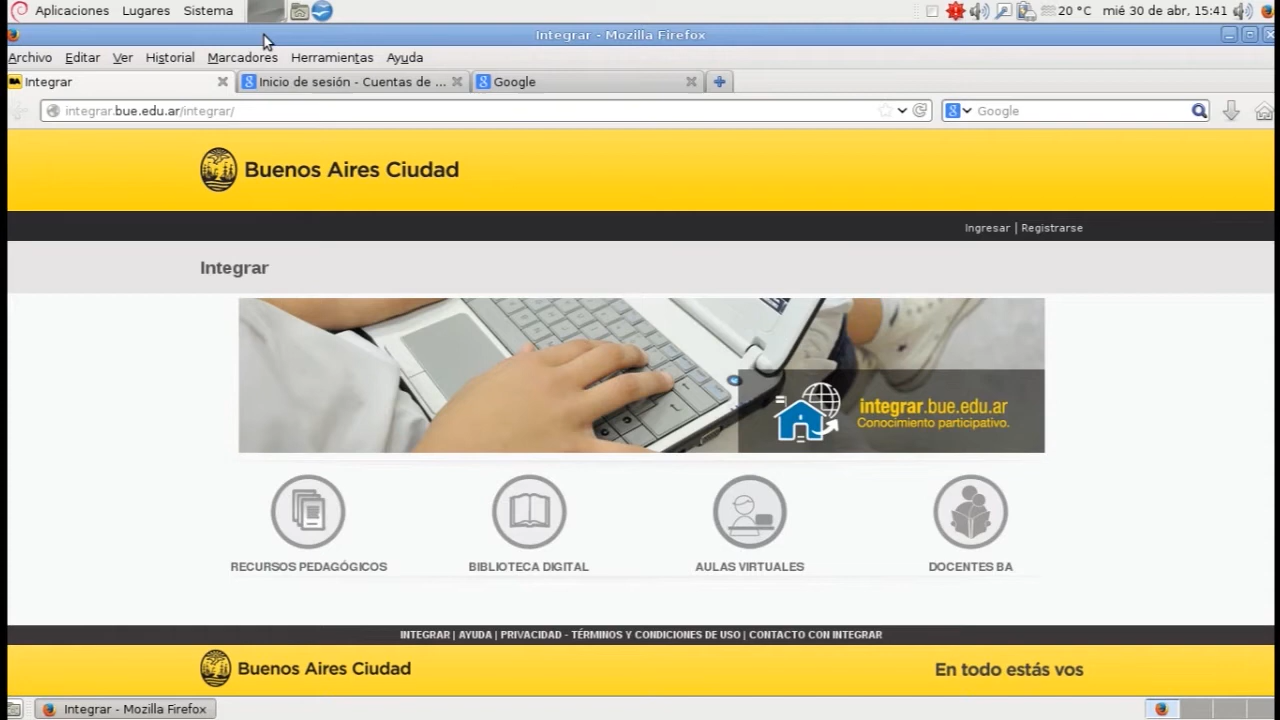 Aplicaciones Lugares Sistema 20 °C mié 30 de abr, 15:41
Integrar - Mozilla Firefox
Archivo Editar Ver Historial Marcadores Herramientas Ayuda
Integrar Inicio de sesión - Cuentas de ... Google
integrar.bue.edu.ar/integrar/ Google
Buenos Aires Ciudad
Ingresar | Registrarse
Integrar
integrar.bue.edu.ar
Conocimiento participativo.
RECURSOS PEDAGÓGICOS BIBLIOTECA DIGITAL AULAS VIRTUALES DOCENTES BA
INTEGRAR | AYUDA | PRIVACIDAD - TÉRMINOS Y CONDICIONES DE USO | CONTACTO CON INTEGRAR
Buenos Aires Ciudad En todo estás vos
Integrar - Mozilla Firefox